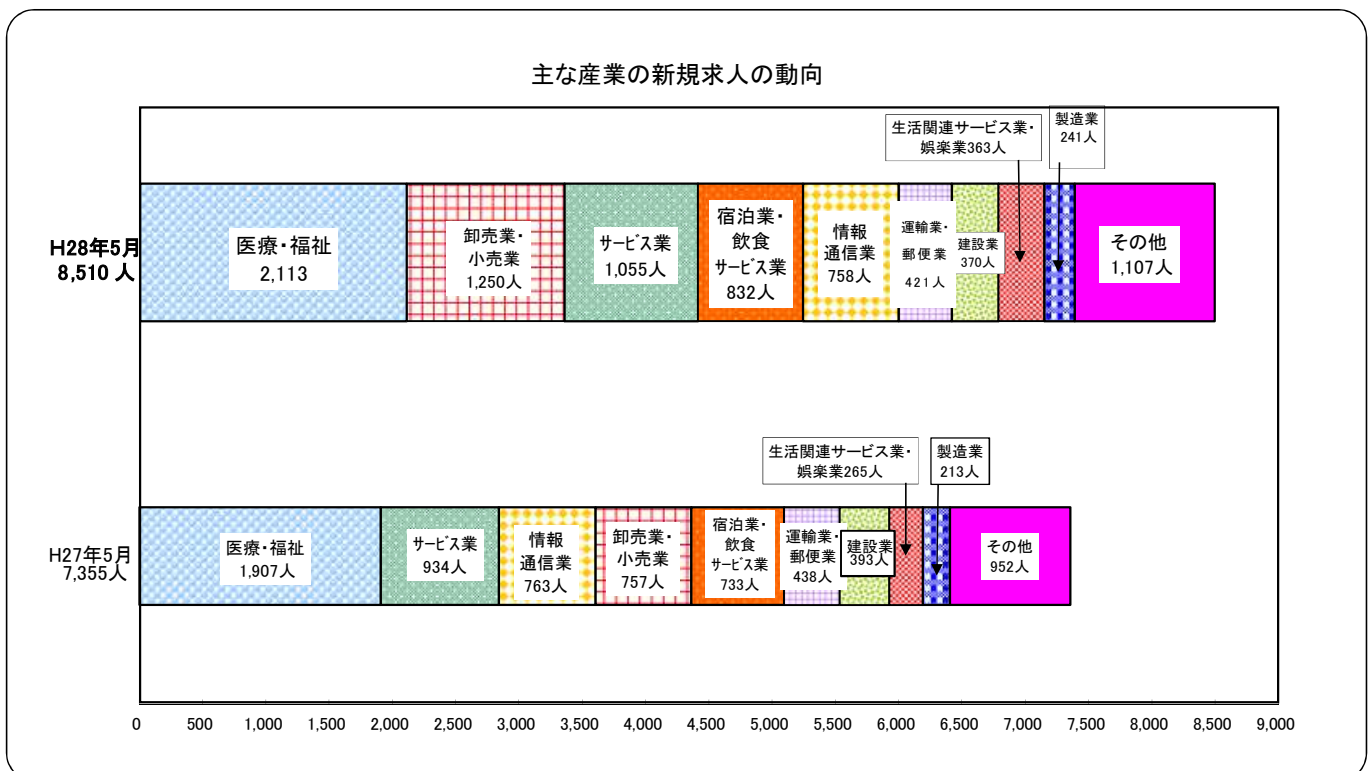 主な産業の新規求人の動向
生活関連サービス業・
娯楽業363人
製造業
241人
H28年5月
8,510 人
医療・福祉
2,113
卸売業・
小売業
1,250人
サービス業
1,055人
宿泊業・
飲食
サービス業
832人
情報
通信業
758人
運輸業・
郵便業
421人
建設業
370人
その他
1,107人
生活関連サービス業・
娯楽業265人
製造業
213人
H27年5月
7,355人
医療・福祉
1,907人
サービス業
934人
情報
通信業
763人
卸売業・
小売業
757人
宿泊業・
飲食
サービス業
733人
運輸業・
郵便業
438人
建設業
393人
その他
952人
0 500 1,000 1,500 2,000 2,500 3,000 3,500 4,000 4,500 5,000 5,500 6,000 6,500 7,000 7,500 8,000 8,500 9,000